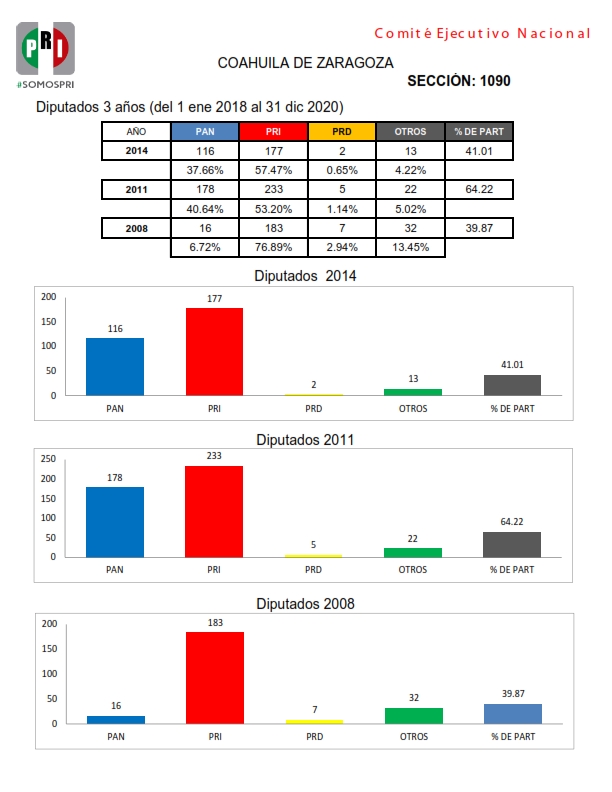 Comité Ejecutivo Nacional
PRI
#SOMOSPRI
COAHUILA DE ZARAGOZA
SECCIÓN: 1090
Diputados 3 años (del 1 ene 2018 al 31 dic 2020)
AÑO PAN PRI PRD OTROS % DE PART
2014 116 177 2 13 41.01
37.66% 57.47% 0.65% 4.22%
2011 178 233 5 22 64.22
40.64% 53.20% 1.14% 5.02%
2008 16 183 7 32 39.87
6.72% 76.89% 2.94% 13.45%
Diputados 2014
200
150
100
50
0
116 177 2 13 41.01
PAN PRI PRD OTROS % DE PART
Diputados 2011
250
200
150
100
50
0
178 233 5 22 64.22
PAN PRI PRD OTROS % DE PART
Diputados 2008
200
150
100
50
0
16 183 7 32 39.87
PAN PRI PRD OTROS % DE PART